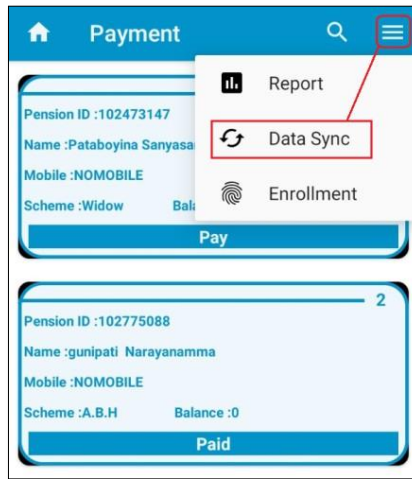 Payment
Report
Data Sync
Enrollment
Pension ID :102473147
Name :Pataboyina
Mobile :NOMOBILE
Scheme :Widow
Pay
2
Pension ID :102775088
Name :gunipati Narayanamma
Mobile :NOMOBILE
Scheme :A.B.H Balance :0
Paid